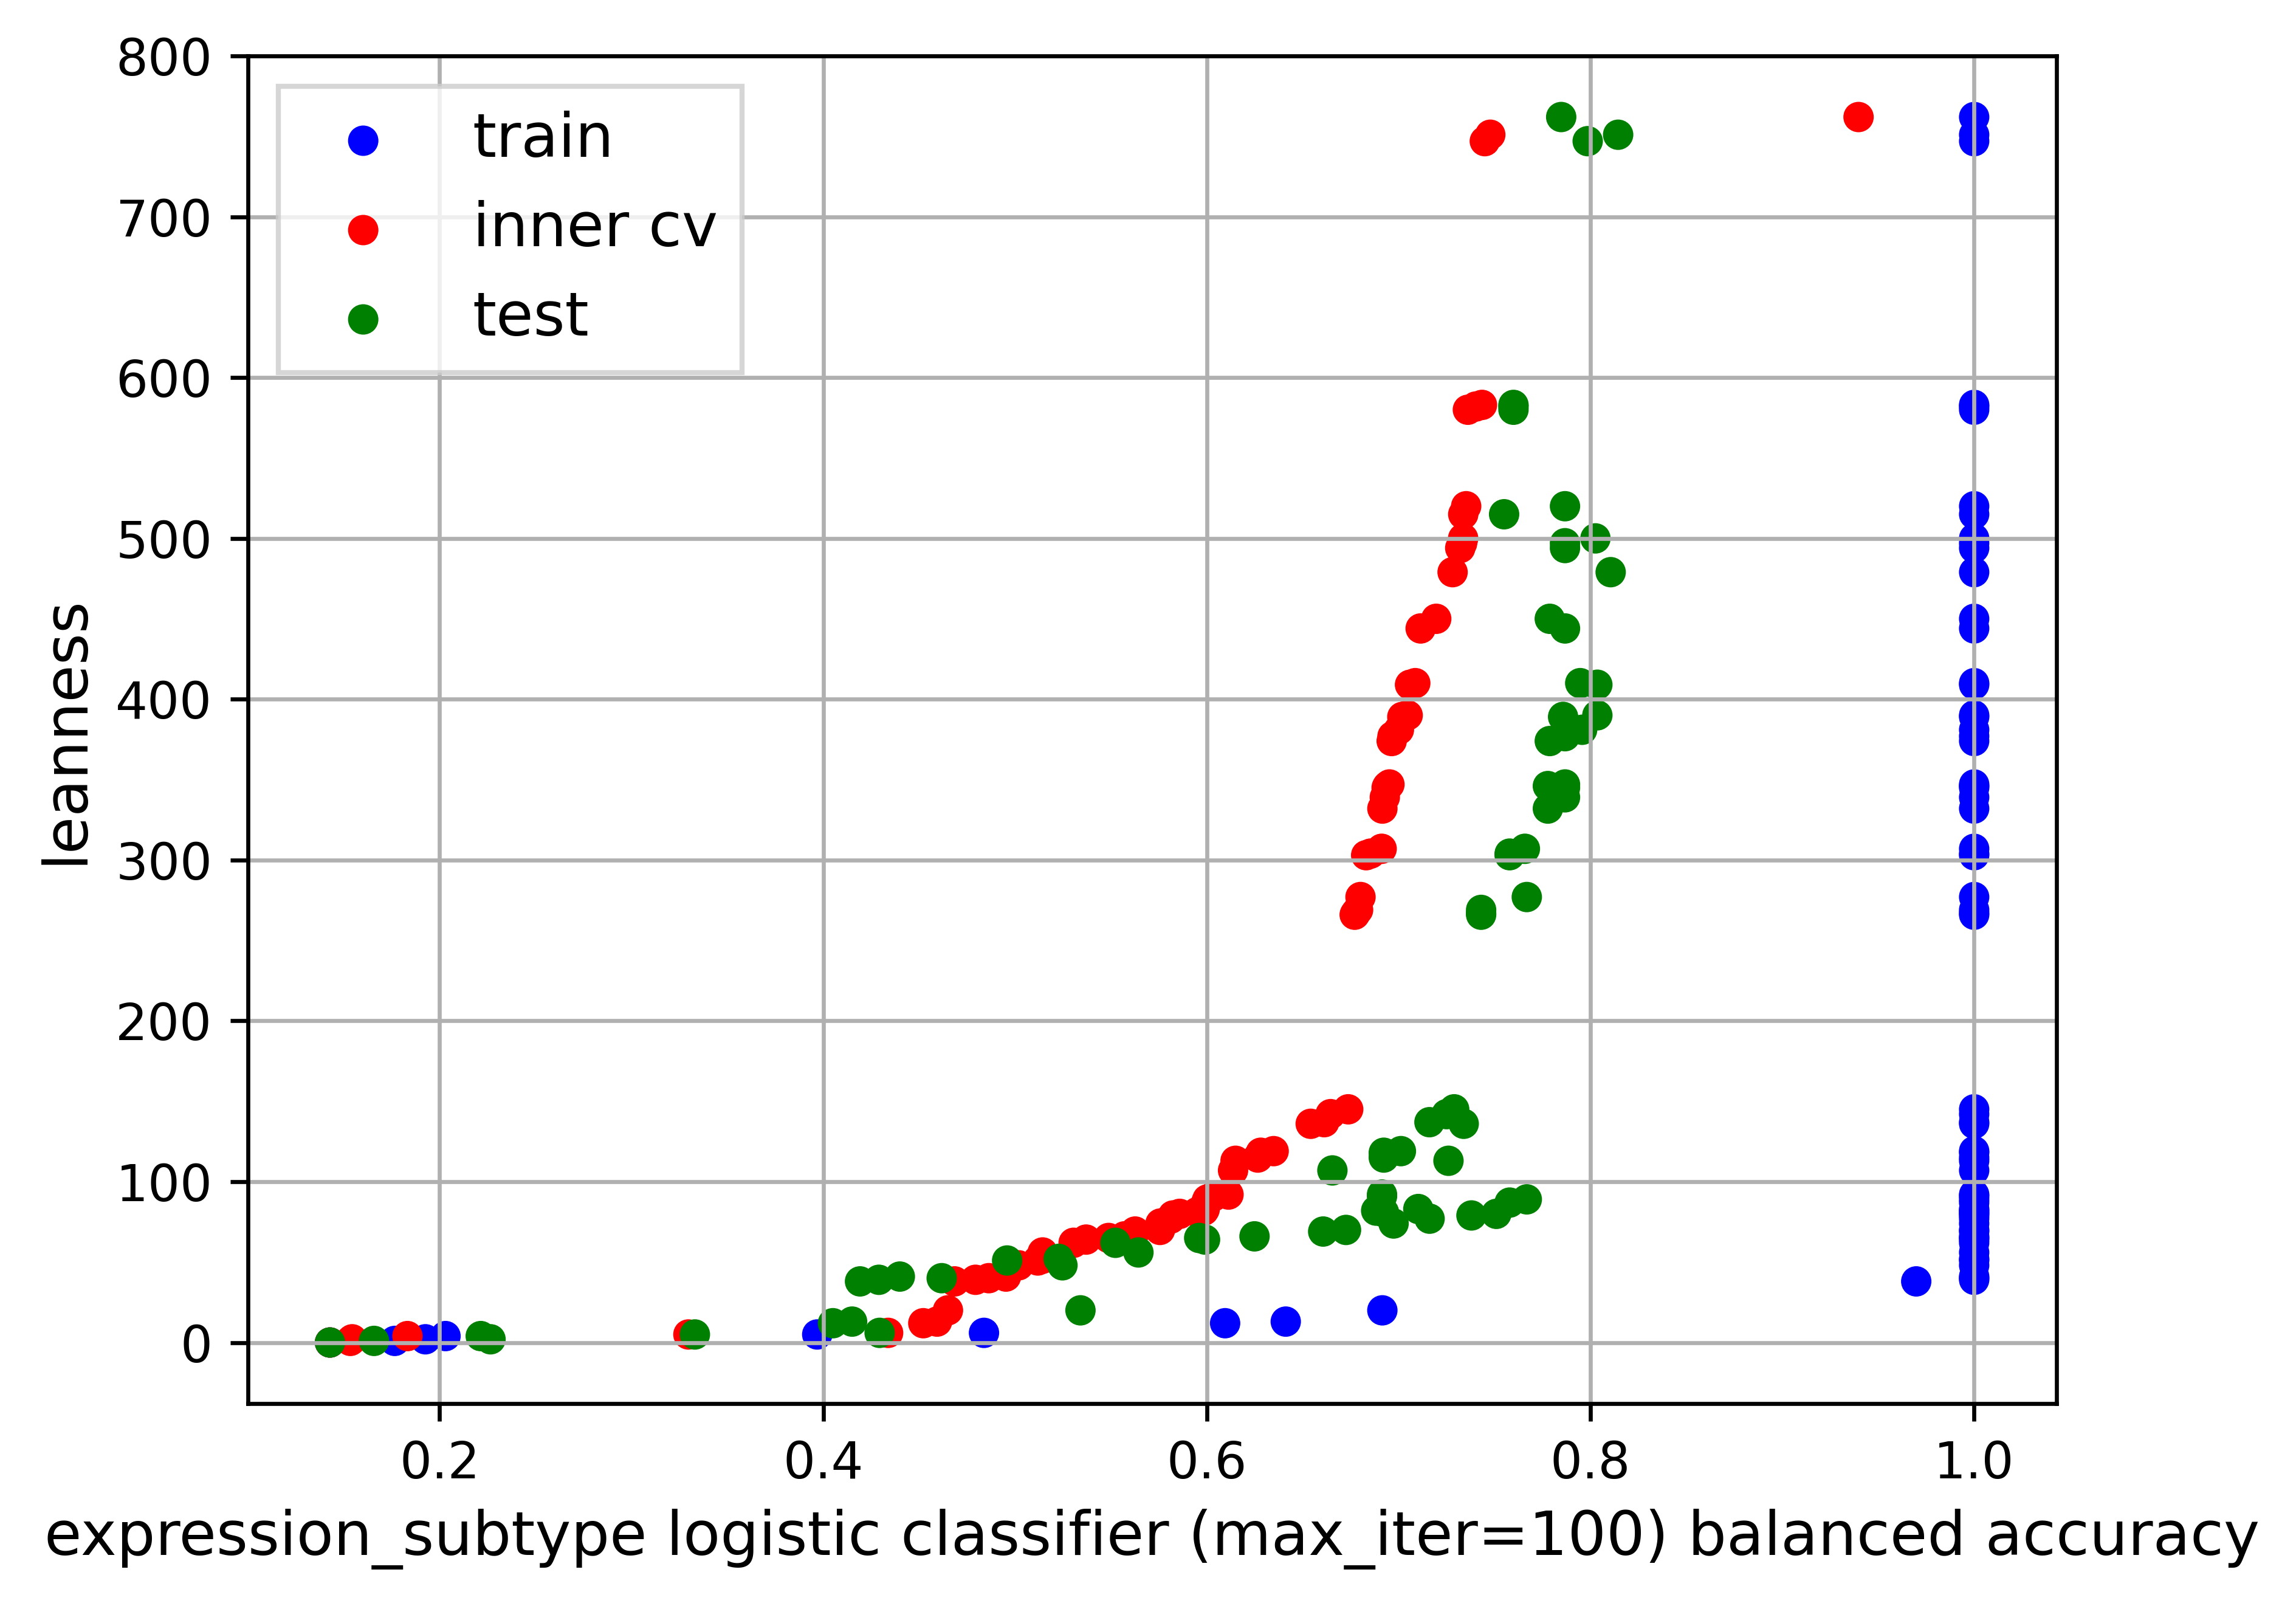 800
700
600
500
400
300
200
100
0
leanness
train
inner cv
test
0.2 0.4 0.6 0.8 1.0
expression_subtype logistic classifier (max_iter=100) balanced accuracy